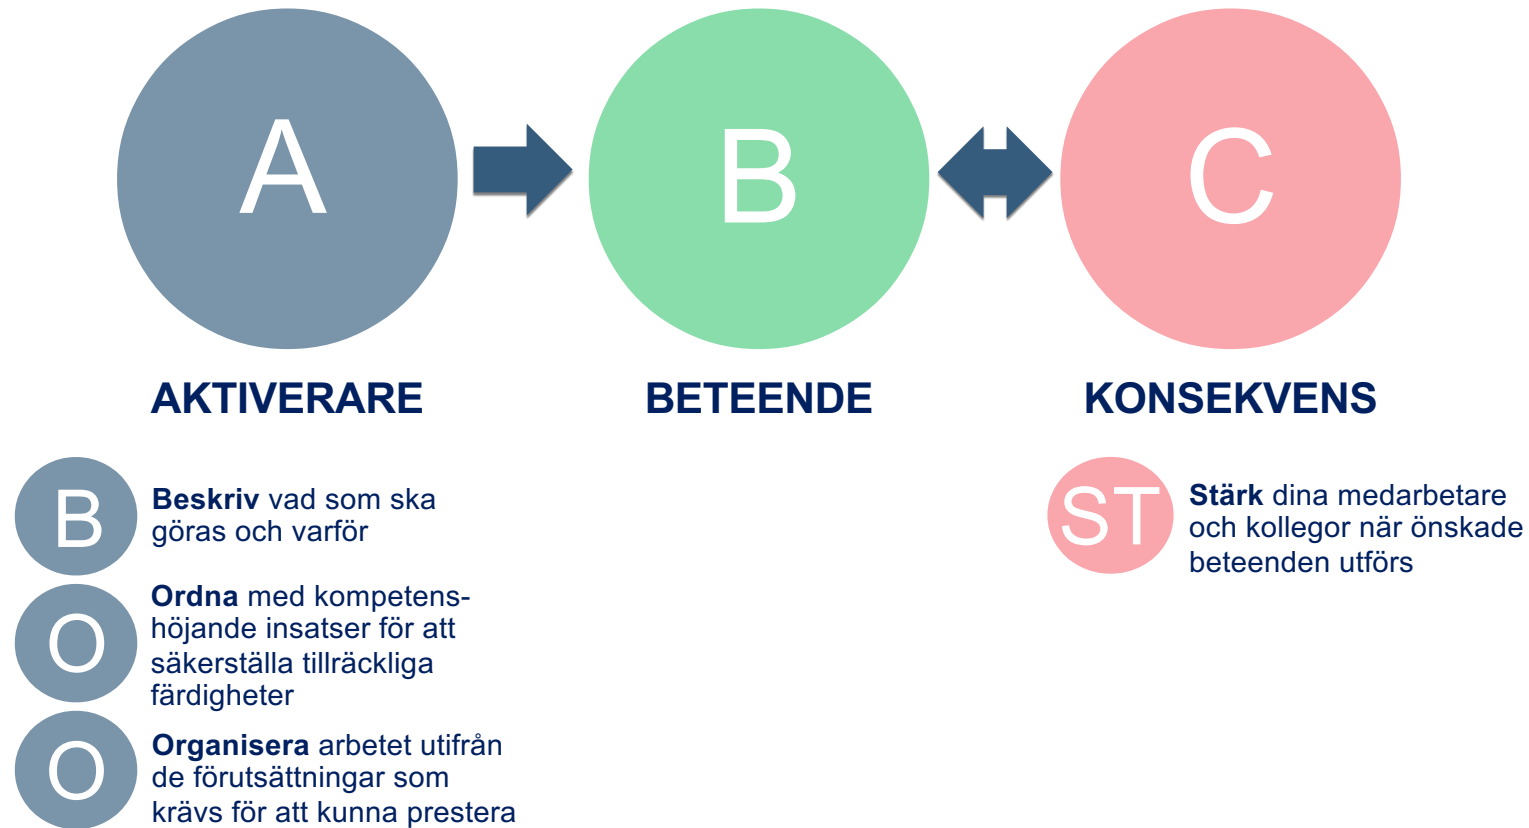 A
B
C
AKTIVERARE
BETEENDE
KONSEKVENS
B
Beskriv vad som ska
göras och varför
O
Ordna med kompetens-
höjande insatser för att
säkerställa tillräckliga
färdigheter
O
Organisera arbetet utifrån
de förutsättningar som
krävs för att kunna prestera
ST
Stärk dina medarbetare
och kollegor när önskade
beteenden utförs